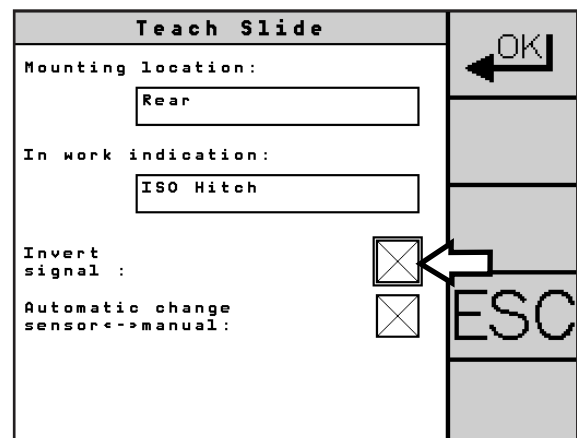 Teach Slide
OK
Mounting location:
Rear
In work indication:
ISO Hitch
Invert
signal :
Automatic change
sensor<->manual:
ESC